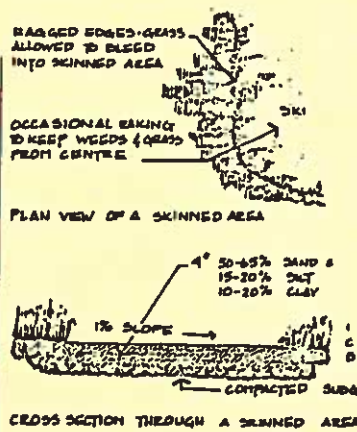 RAGGED EDGES-GRASS
ALLOWED TO BLEED
INTO SKINNED AREA
SKI
OCCASIONAL RAKING
TO KEEP WEEDS & GRASS
FROM CENTRE
PLAN VIEW OF A SKINNED AREA
4" 50-65% SAND &
15-20% SILT
10-20% CLAY
1% SLOPE
COMPACTED
CROSS SECTION THROUGH A SKINNED AREA